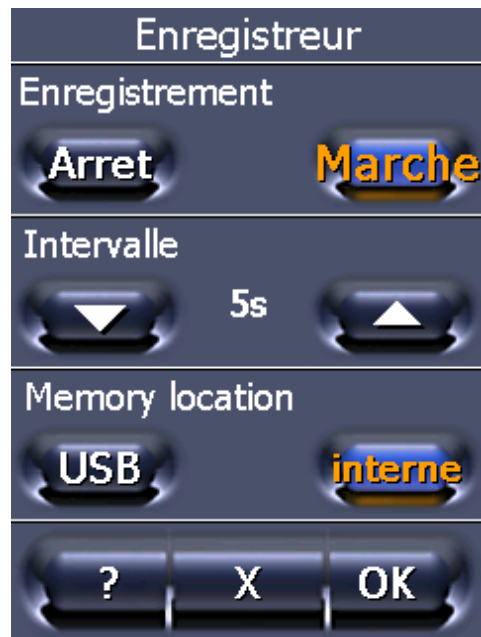 Enregistreur
Enregistrement
Arret Marche
Intervalle
5s
Memory location
USB interne
? X OK